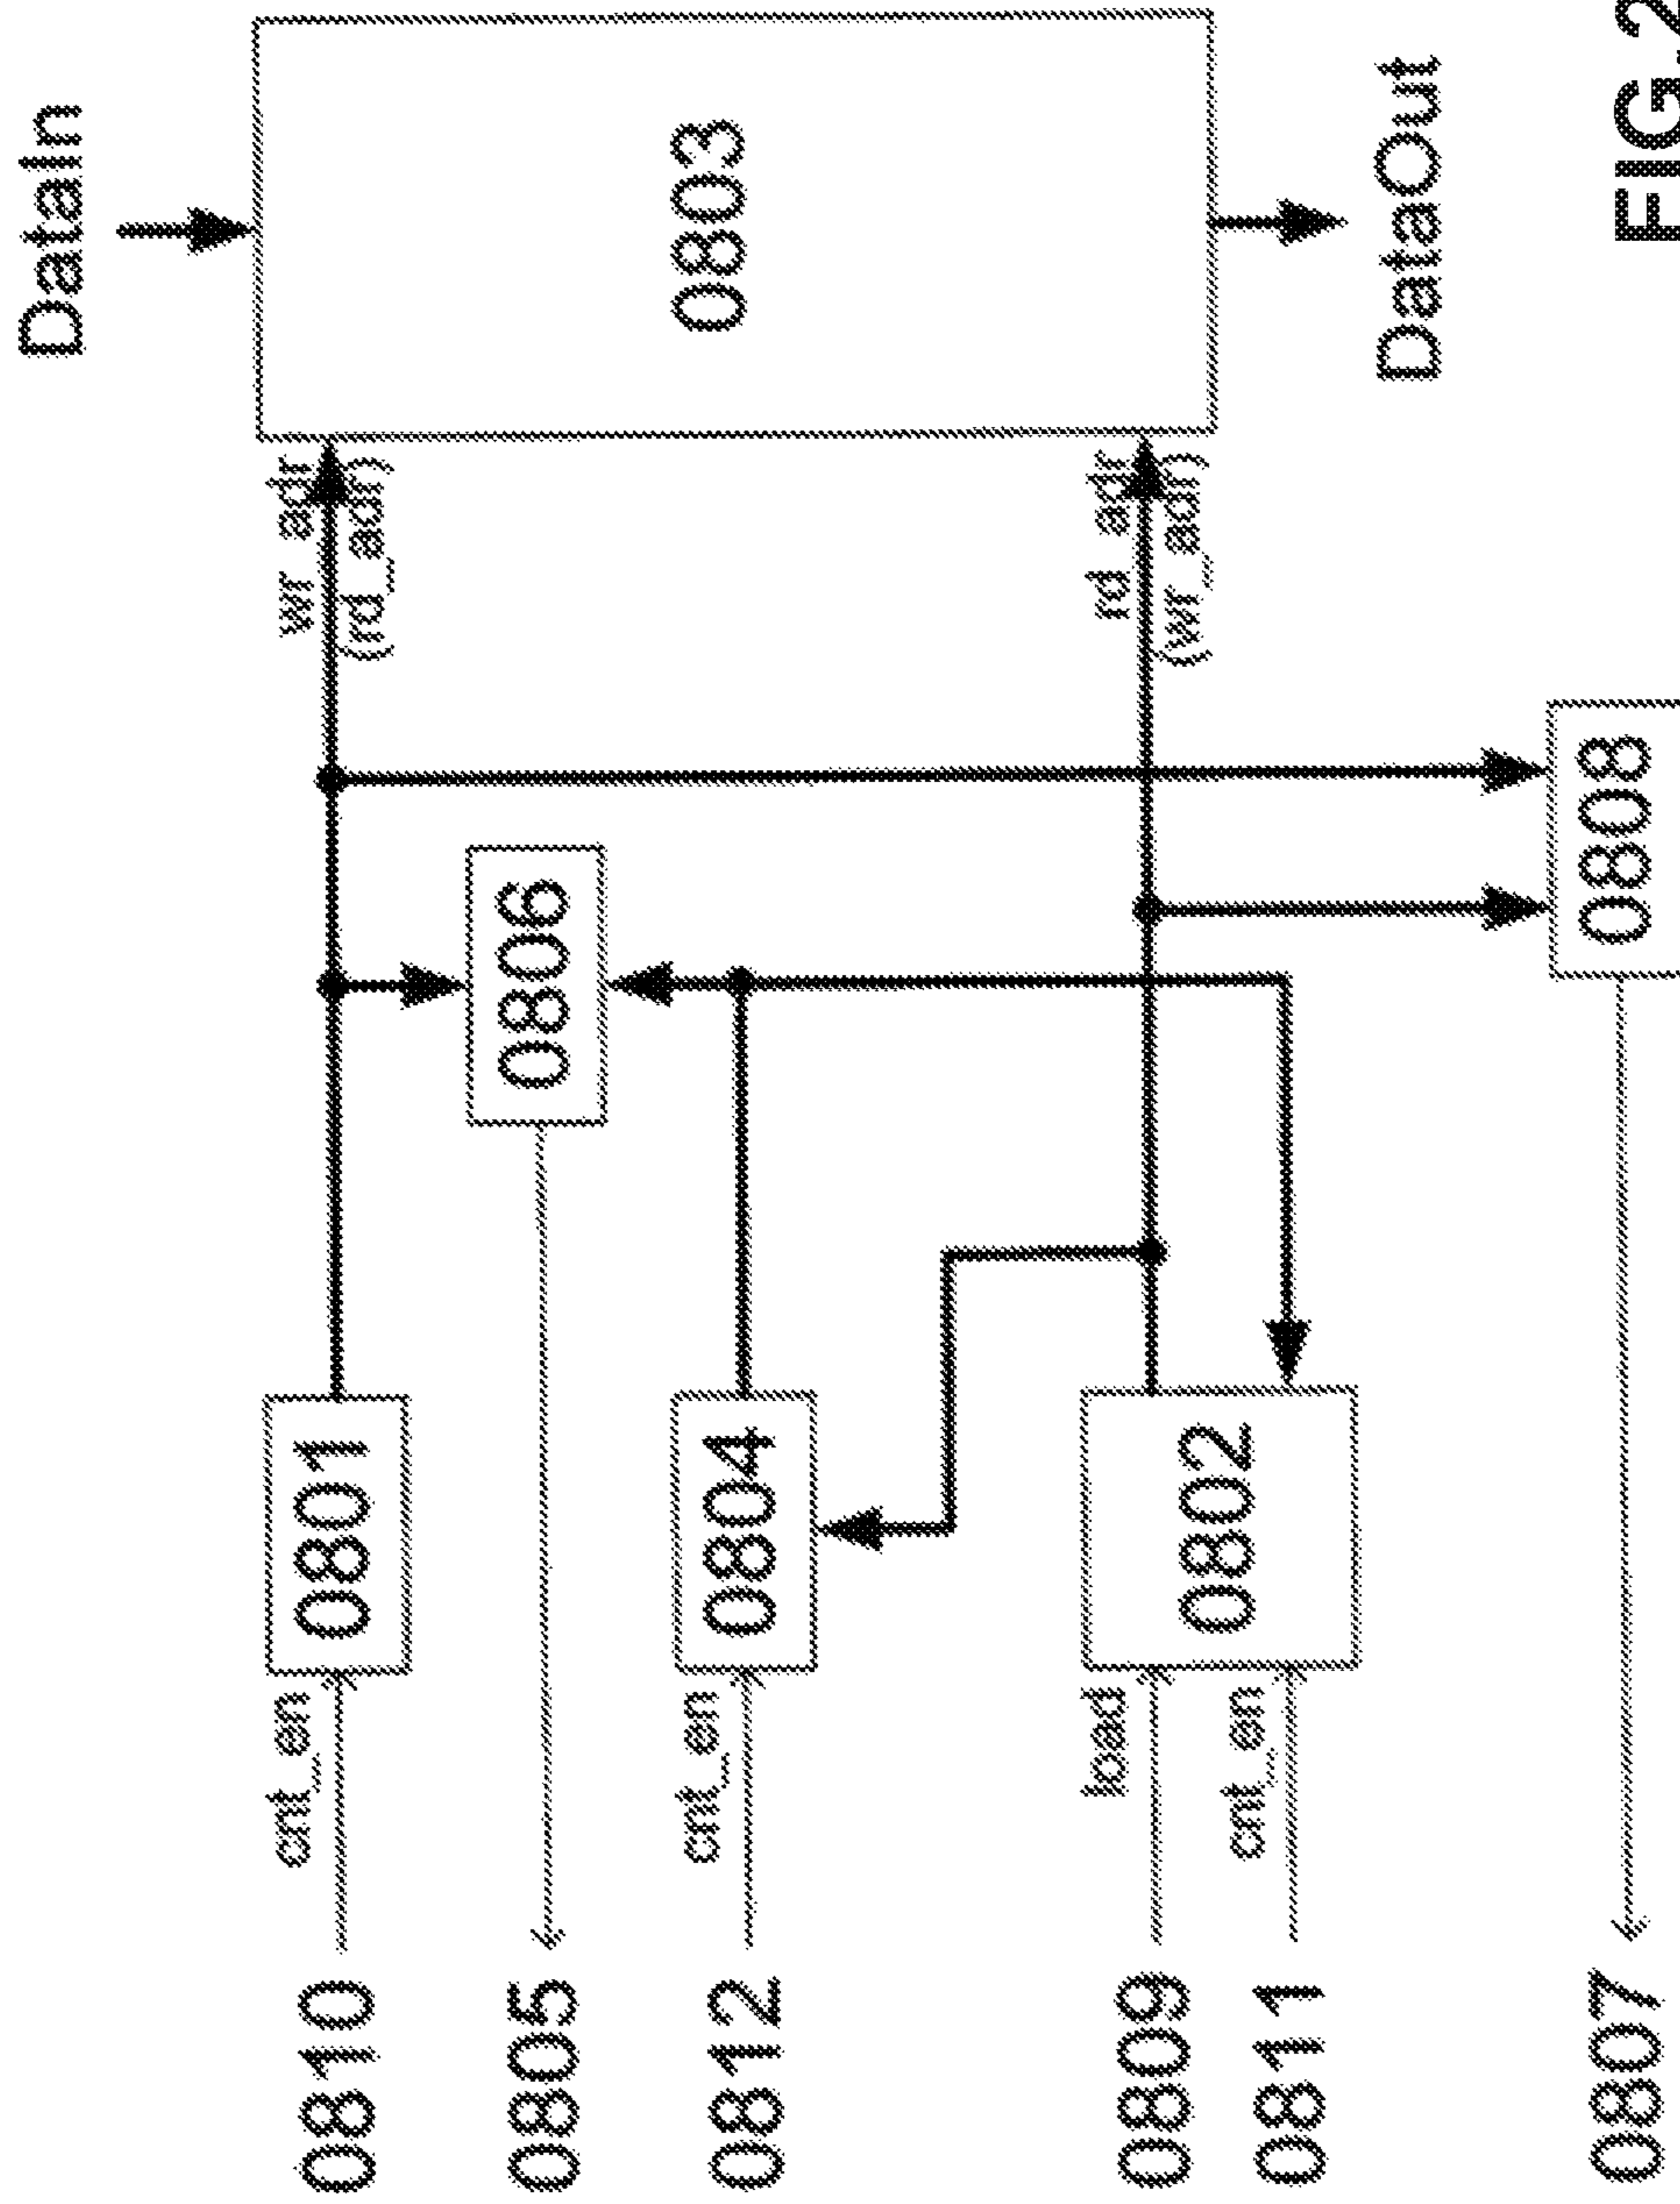 DataIn
cnt_en
wr_adr
0810
0801
(rd_adr)
0805
0806
cnt_en
0803
0812
0804
load
rd_adr
0809
(wr_adr)
0802
cnt_en
0811
DataOut
0807
0808
FIG.2